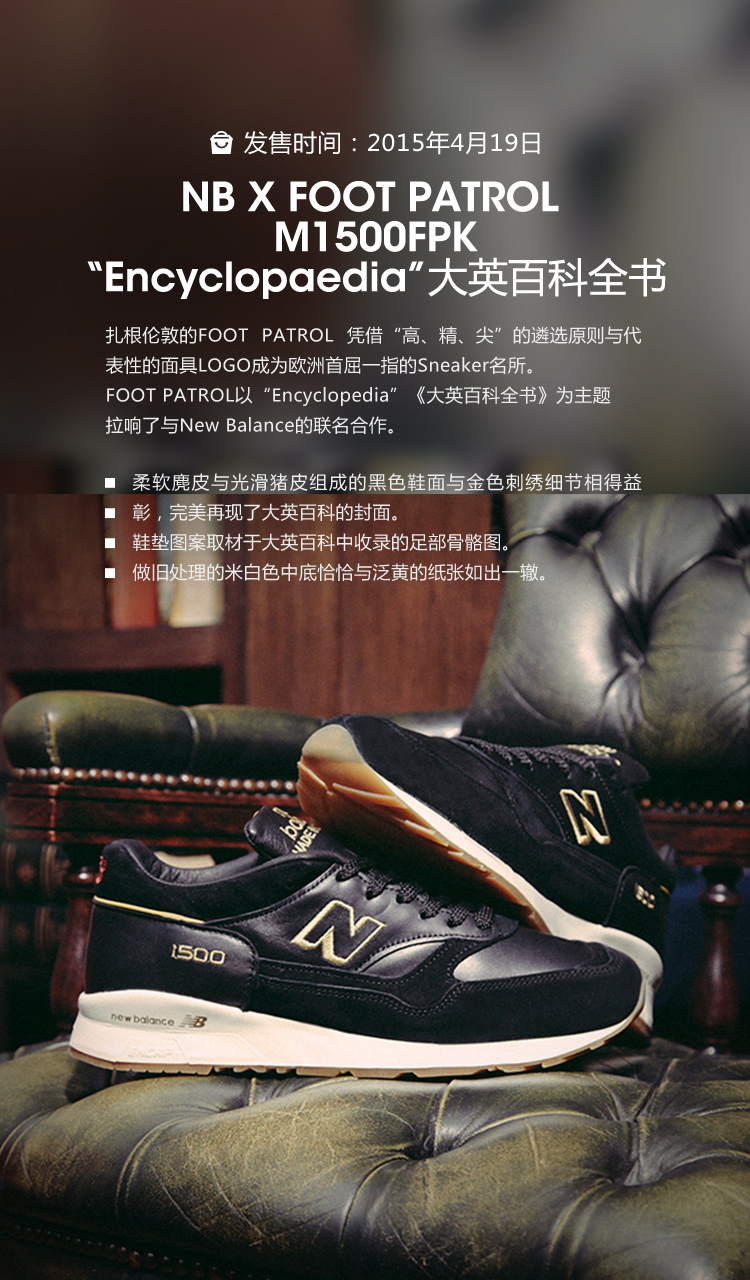 发售时间：2015年4月19日
NB X FOOT PATROL
M1500FPK
“Encyclopaedia”大英百科全书
扎根伦敦的FOOT PATROL 凭借“高、精、尖”的遴选原则与代
表性的面具LOGO成为欧洲首屈一指的Sneaker名所。
FOOT PATROL以“Encyclopedia”《大英百科全书》为主题
拉响了与New Balance的联名合作。
柔软麂皮与光滑猪皮组成的黑色鞋面与金色刺绣细节相得益
彰，完美再现了大英百科的封面。
鞋垫图案取材于大英百科中收录的足部骨骼图。
做旧处理的米白色中底恰恰与泛黄的纸张如出一辙。
N
N
1500
new balance